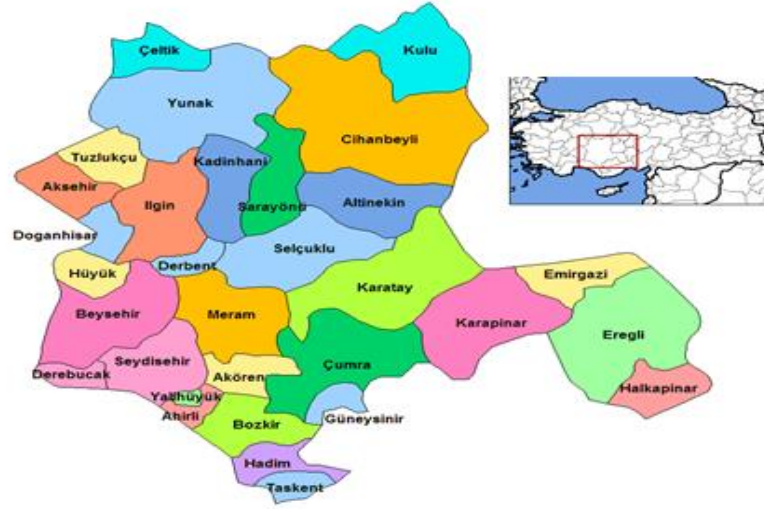 Çeltik
Kulu
Yunak
Cihanbeyli
Tuzlukçu
Kadinhani
Aksehir
Ilgin
Sarayönü
Altinekin
Doganhisar
Selçuklu
Derbent
Hüyük
Emirgazi
Karatay
Beysehir
Meram
Karapinar
Eregli
Seydisehir
Çumra
Derebucak
Akören
Halkapinar
Yalıhüyük
Ahirli
Bozkir
Güneysinir
Hadim
Taskent